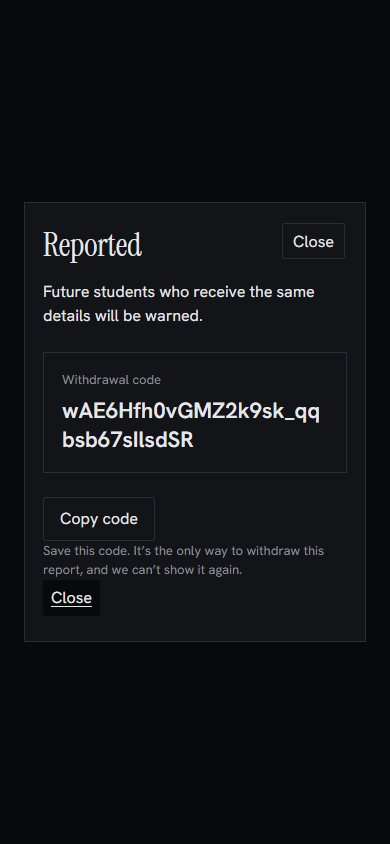 Reported
Close
Future students who receive the same
details will be warned.
Withdrawal code
wAE6Hfh0vGMZ2k9sk_qq
bsb67sIlsdSR
Copy code
Save this code. It’s the only way to withdraw this
report, and we can’t show it again.
Close